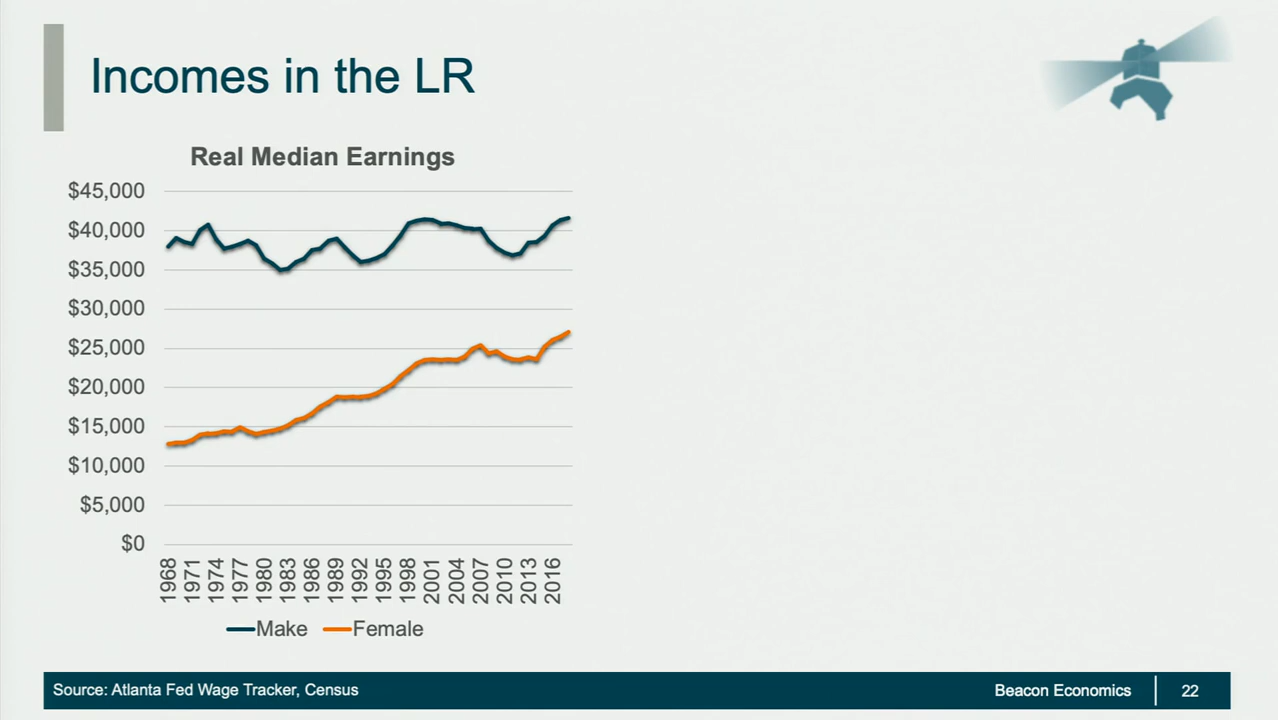 Incomes in the LR
Real Median Earnings
$45,000
$40,000
$35,000
$30,000
$25,000
$20,000
$15,000
$10,000
$5,000
$0
1968 1971 1974 1977 1980 1983 1986 1989 1992 1995 1998 2001 2004 2007 2010 2013 2016
Make Female
Source: Atlanta Fed Wage Tracker, Census Beacon Economics 22